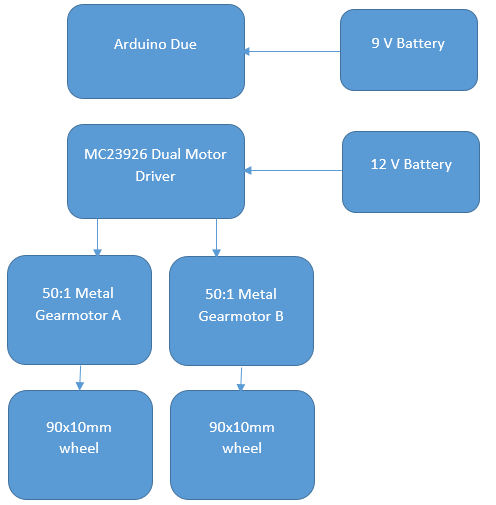 Arduino Due
9 V Battery
MC23926 Dual Motor
Driver
12 V Battery
50:1 Metal
Gearmotor A
50:1 Metal
Gearmotor B
90x10mm
wheel
90x10mm
wheel